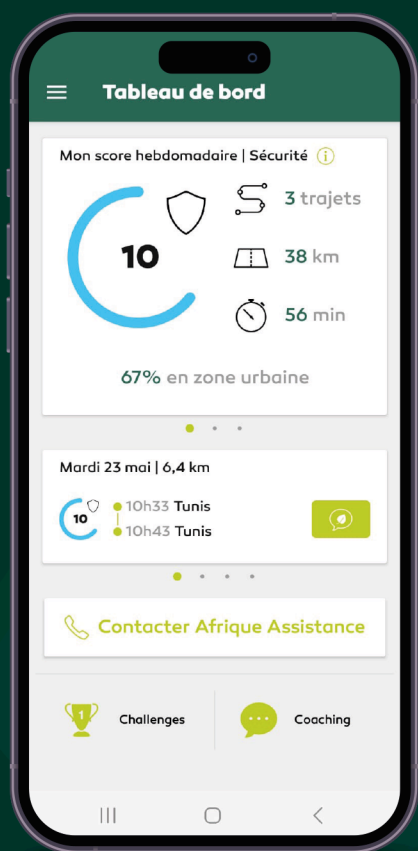 Tableau de bord
Mon score hebdomadaire | Sécurité i
10
3 trajets
38 km
56 min
67% en zone urbaine
Mardi 23 mai | 6,4 km
10
10h33 Tunis
10h43 Tunis
Contacter Afrique Assistance
1
Challenges
Coaching